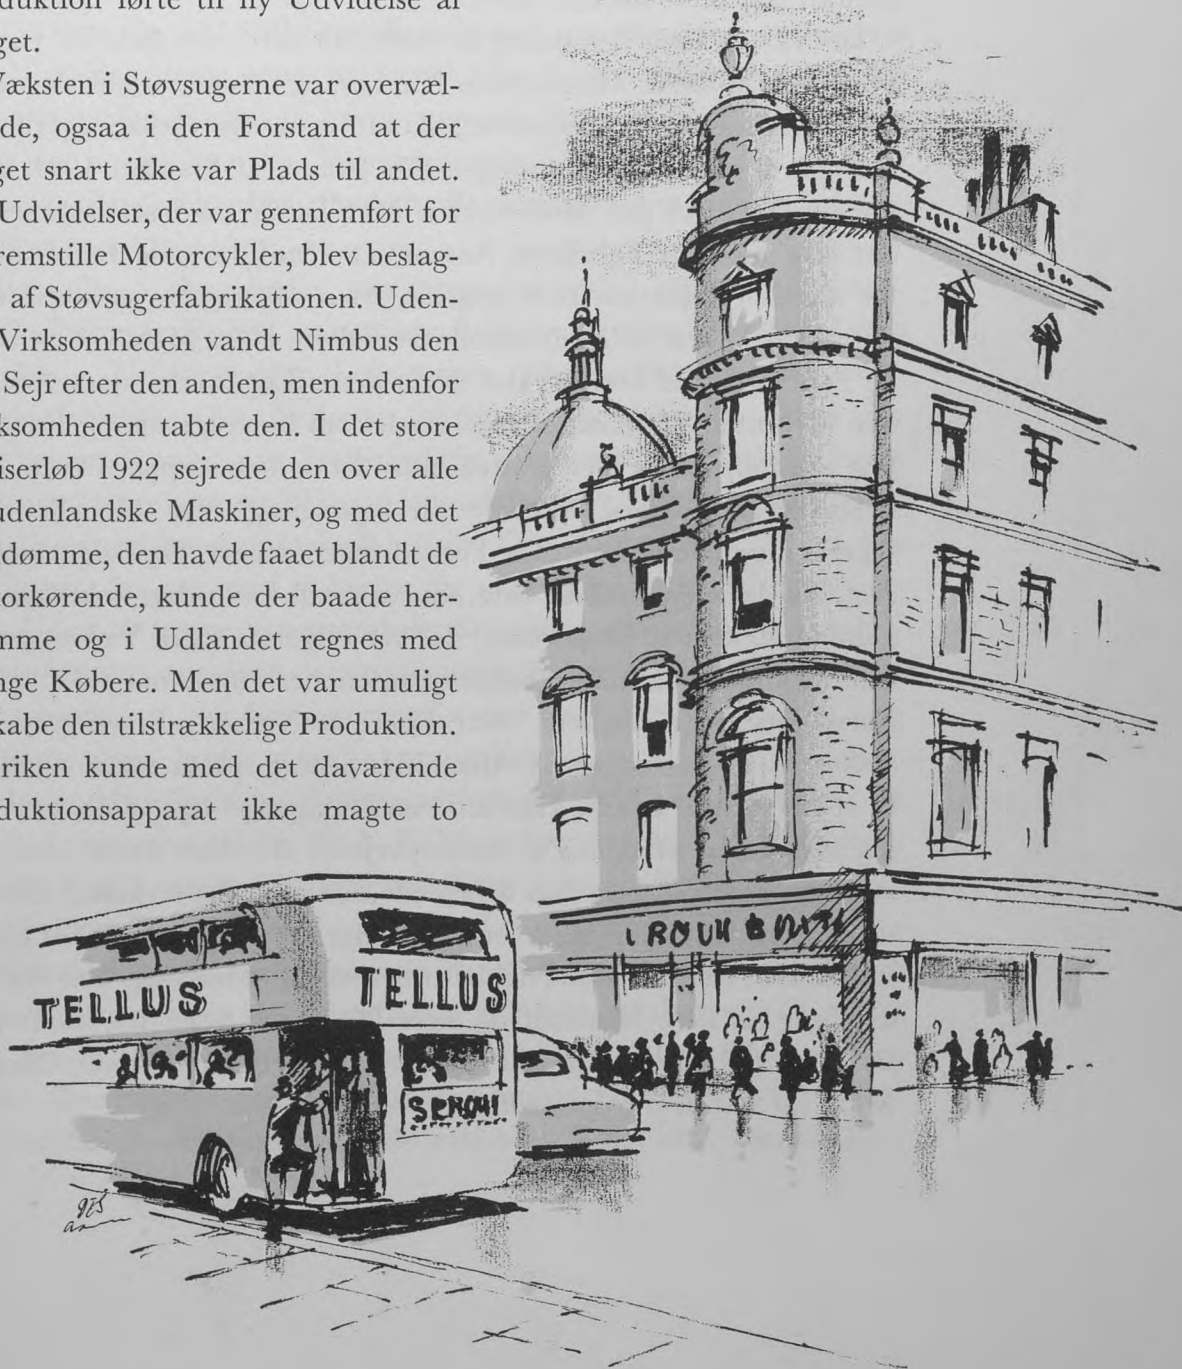 duktion førte til ny Udvidelse af
get.
Væksten i Støvsugerne var overvæl-
de, ogsaa i den Forstand at der
get snart ikke var Plads til andet.
Udvidelser, der var gennemført for
remstille Motorcykler, blev beslag-
af Støvsugerfabrikationen. Uden-
Virksomheden vandt Nimbus den
Sejr efter den anden, men indenfor
ksomheden tabte den. I det store
iserløb 1922 sejrede den over alle
udenlandske Maskiner, og med det
dømme, den havde faaet blandt de
orkørende, kunde der baade her-
mme og i Udlandet regnes med
nge Købere. Men det var umuligt
kabe den tilstrækkelige Produktion.
riken kunde med det daværende
duktionsapparat ikke magte to
TELLUS
TELLUS